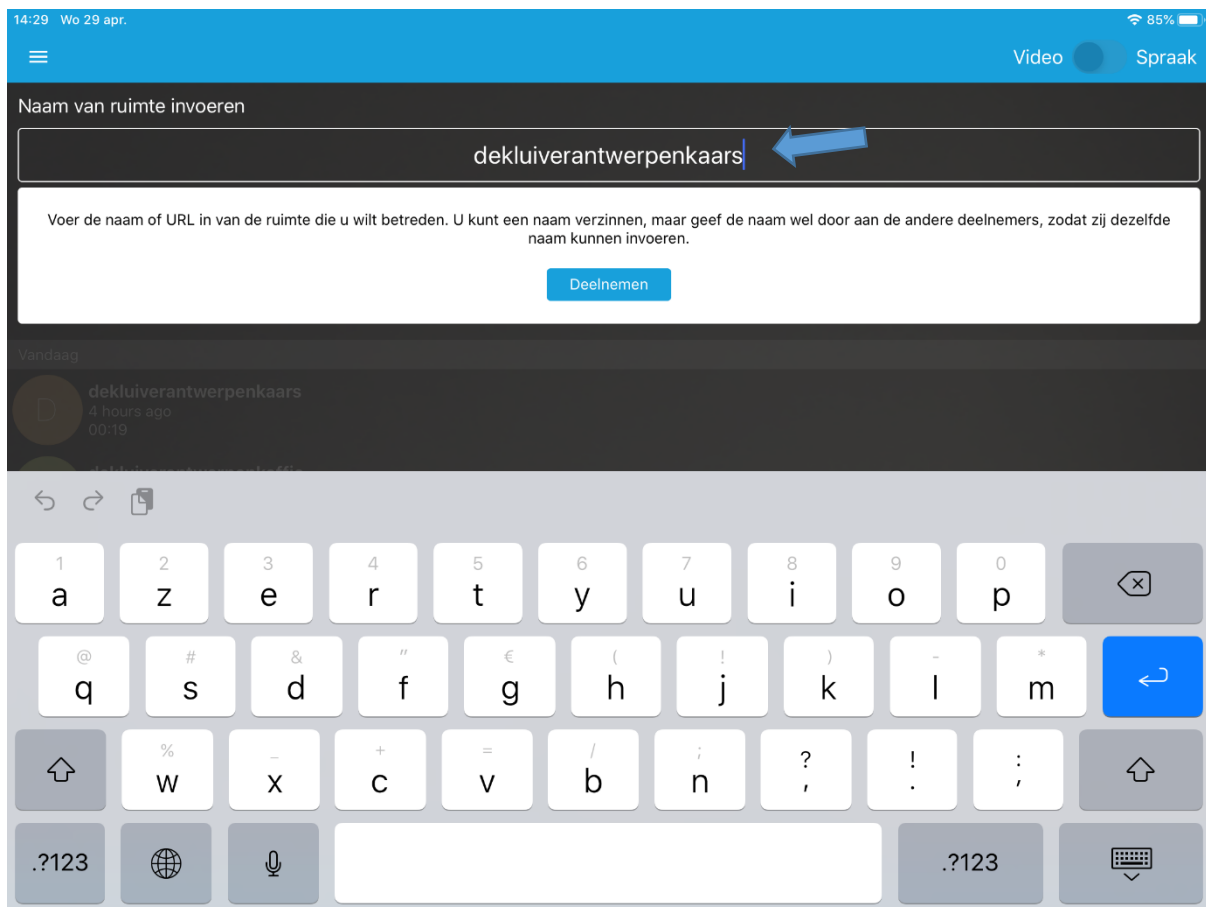 14:29 Wo 29 apr.
85%
Video Spraak
Naam van ruimte invoeren
dekluiverantwerpenkaars
Voer de naam of URL in van de ruimte die u wilt betreden. U kunt een naam verzinnen, maar geef de naam wel door aan de andere deelnemers, zodat zij dezelfde
naam kunnen invoeren.
Deelnemen
Vandaag
D
dekluiverantwerpenkaars
4 hours ago
00:19
1 2 3 4 5 6 7 8 9 0
a z e r t y u i o p
@ # & " € ( ! ) - *
q s d f g h j k l m
% _ + = / ; ? ! :
w x c v b n , . ,
.?123 .?123